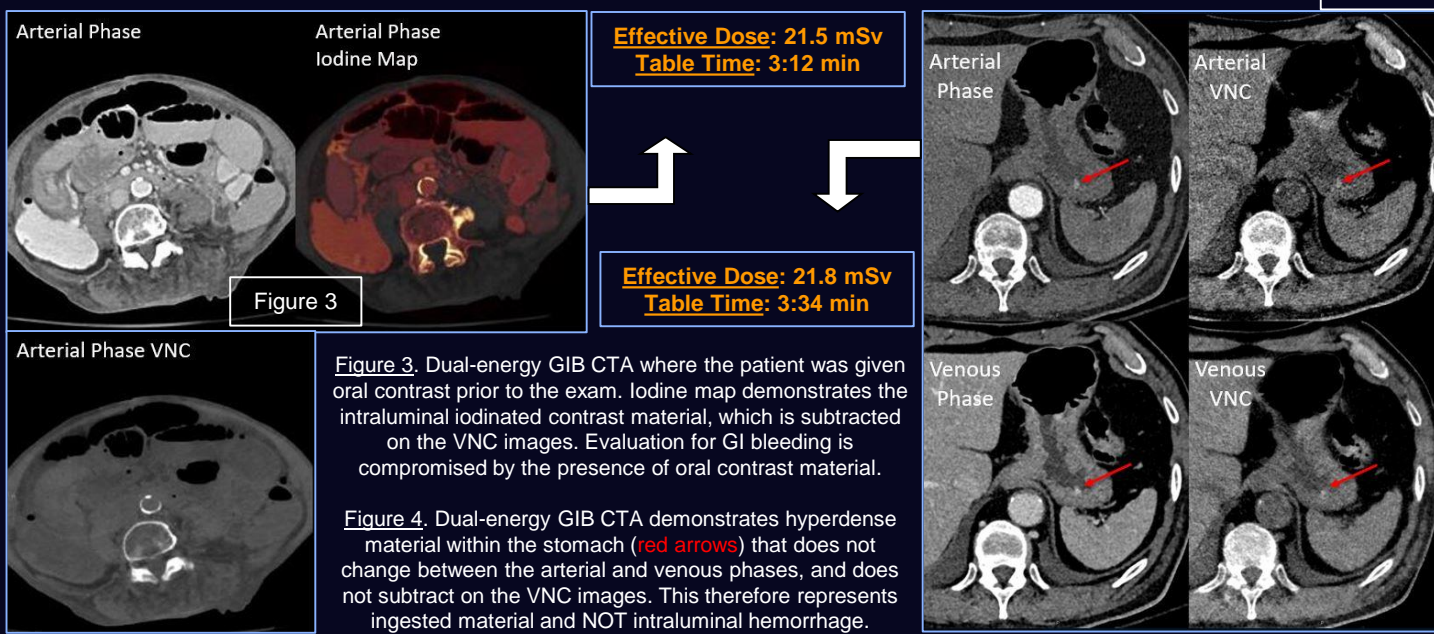 Arterial Phase
Arterial Phase
Iodine Map
Figure 3
Arterial Phase VNC
Effective Dose: 21.5 mSv
Table Time: 3:12 min
Effective Dose: 21.8 mSv
Table Time: 3:34 min
Figure 3. Dual-energy GIB CTA where the patient was given
oral contrast prior to the exam. Iodine map demonstrates the
intraluminal iodinated contrast material, which is subtracted
on the VNC images. Evaluation for GI bleeding is
compromised by the presence of oral contrast material.
Figure 4. Dual-energy GIB CTA demonstrates hyperdense
material within the stomach (red arrows) that does not
change between the arterial and venous phases, and does
not subtract on the VNC images. This therefore represents
ingested material and NOT intraluminal hemorrhage.
Arterial
Phase
Arterial
VNC
Venous
Phase
Venous
VNC